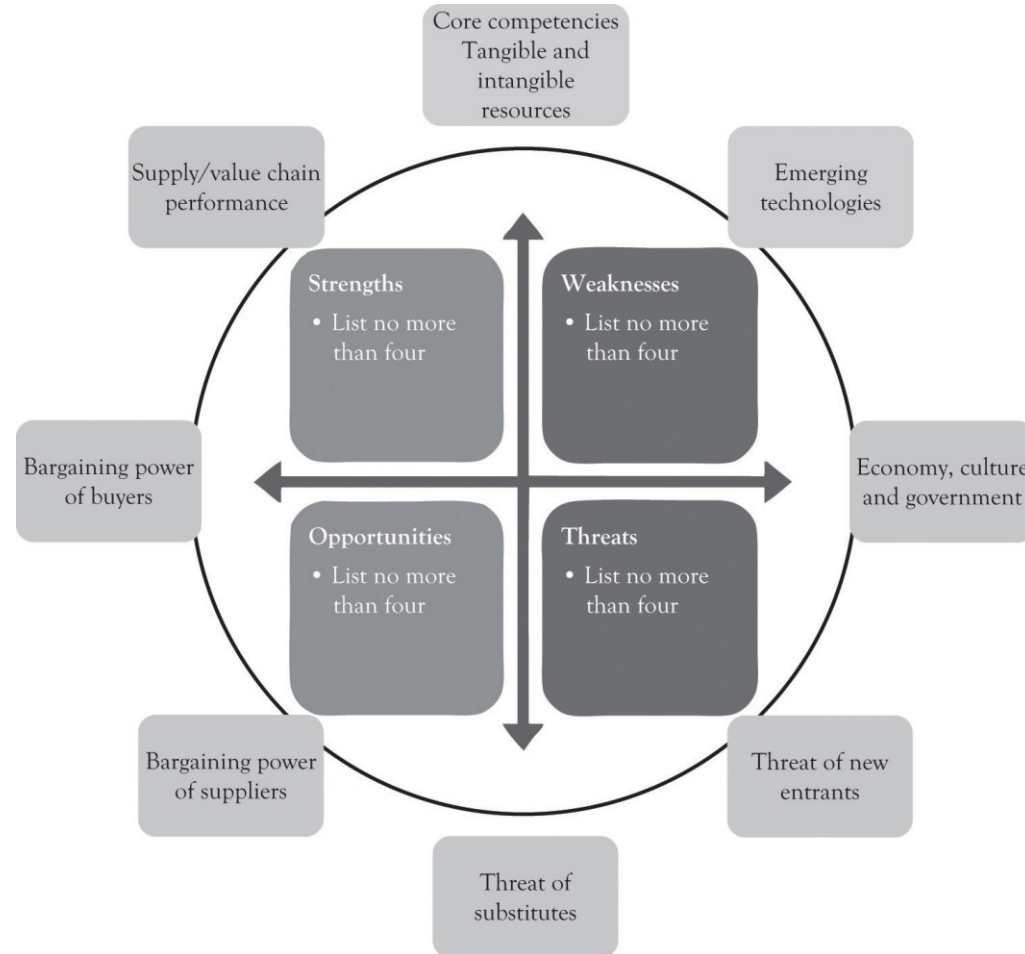 Core competencies
Tangible and
intangible
resources
Supply/value chain
performance
Emerging
technologies
Strengths
• List no more
than four
Weaknesses
• List no more
than four
Bargaining power
of buyers
Economy, culture
and government
Opportunities
• List no more
than four
Threats
• List no more
than four
Bargaining power
of suppliers
Threat of new
entrants
Threat of
substitutes